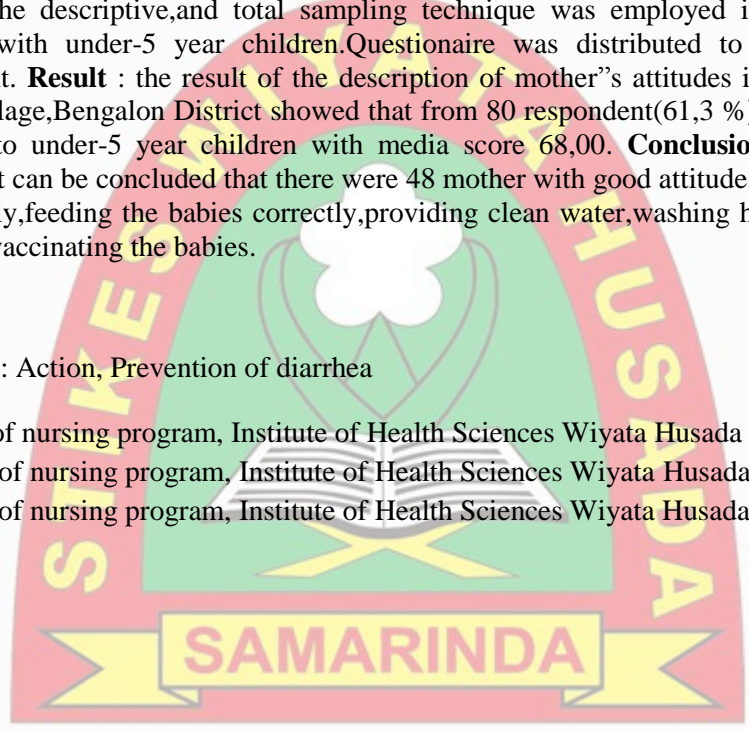 he descriptive,and total sampling technique was employed i
with under-5 year children.Questionaire was distributed to
t. Result : the result of the description of mother"s attitudes i
lage,Bengalon District showed that from 80 respondent(61,3 %)
to under-5 year children with media score 68,00. Conclusio
t can be concluded that there were 48 mother with good attitude
ly,feeding the babies correctly,providing clean water,washing h
vaccinating the babies.
: Action, Prevention of diarrhea
of nursing program, Institute of Health Sciences Wiyata Husada
of nursing program, Institute of Health Sciences Wiyata Husada
of nursing program, Institute of Health Sciences Wiyata Husada
STIKES WIYATA HUSADA
SAMARINDA